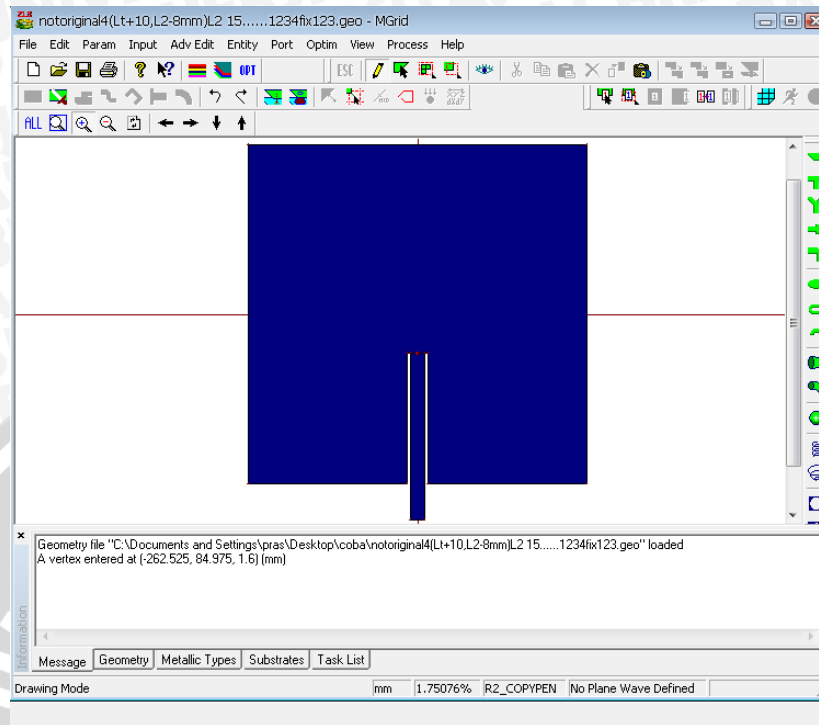 notoriginal4(Lt+10,L2-8mm)L2 15......1234fix123.geo - MGrid
File Edit Param Input Adv Edit Entity Port Optim View Process Help
OPT ESC
ALL
Geometry file "C:\Documents and Settings\pras\Desktop\coba\notoriginal4(Lt+10,L2-8mm)L2 15......1234fix123.geo" loaded
A vertex entered at (-262.525, 84.975, 1.6) (mm)
Information
Message Geometry Metallic Types Substrates Task List
Drawing Mode mm 1.75076% R2_COPYPEN No Plane Wave Defined